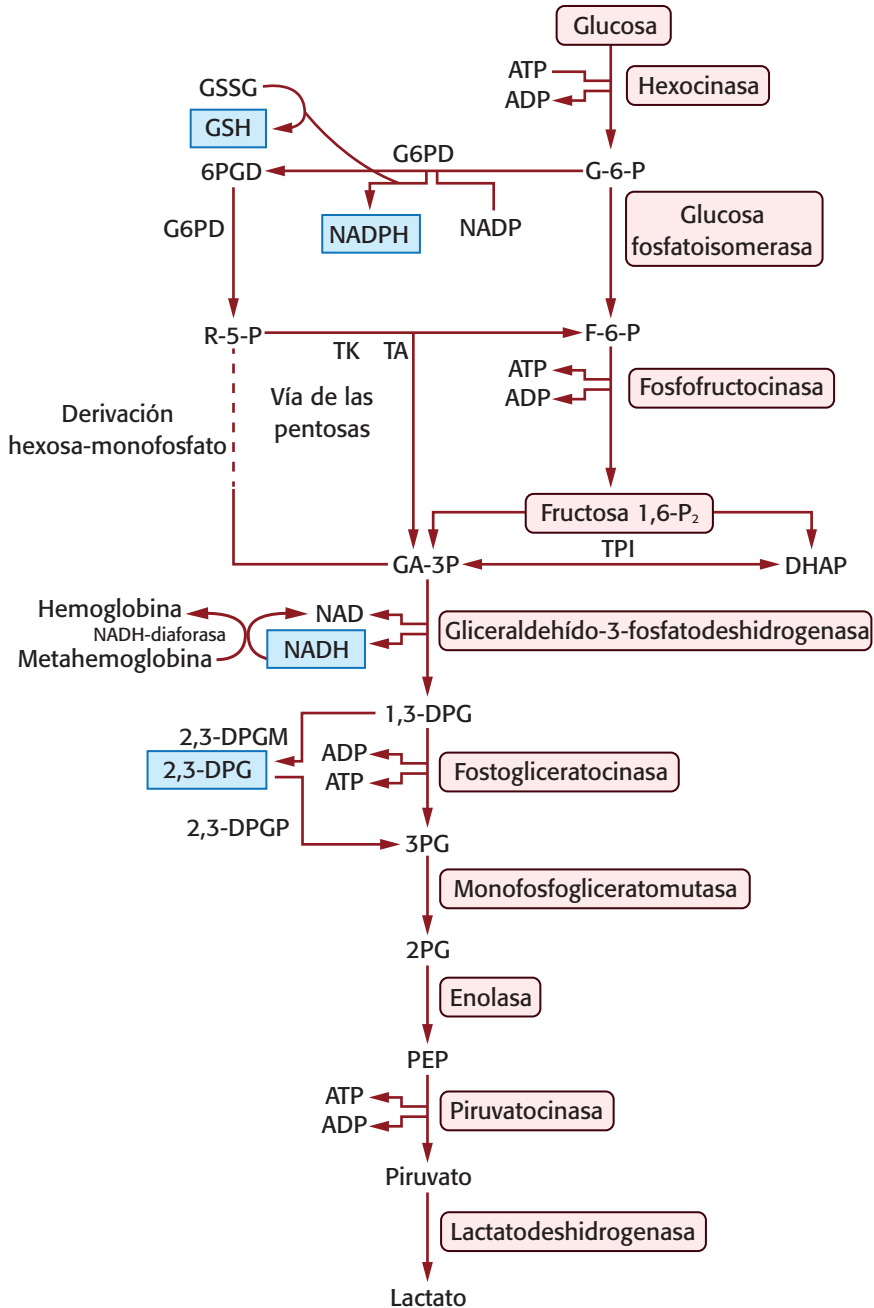 Glucosa
ATP
ADP
Hexocinasa
GSSG
GSH
G6PD
6PGD
G-6-P
NADPH
NADP
G6PD
Glucosa
fosfatoisomerasa
R-5-P
TK TA
F-6-P
ATP
ADP
Fosfofructocinasa
Derivación
hexosa-monofosfato
Vía de las
pentosas
Fructosa 1,6-P₂
TPI
GA-3P
DHAP
Hemoglobina
NADH-diaforasa
Metahemoglobina
NAD
NADH
Gliceraldehído-3-fosfatodeshidrogenasa
1,3-DPG
2,3-DPGM
2,3-DPG
2,3-DPGP
ADP
ATP
Fostogliceratocinasa
3PG
Monofosfogliceratomutasa
2PG
Enolasa
PEP
ATP
ADP
Piruvatocinasa
Piruvato
Lactatodeshidrogenasa
Lactato